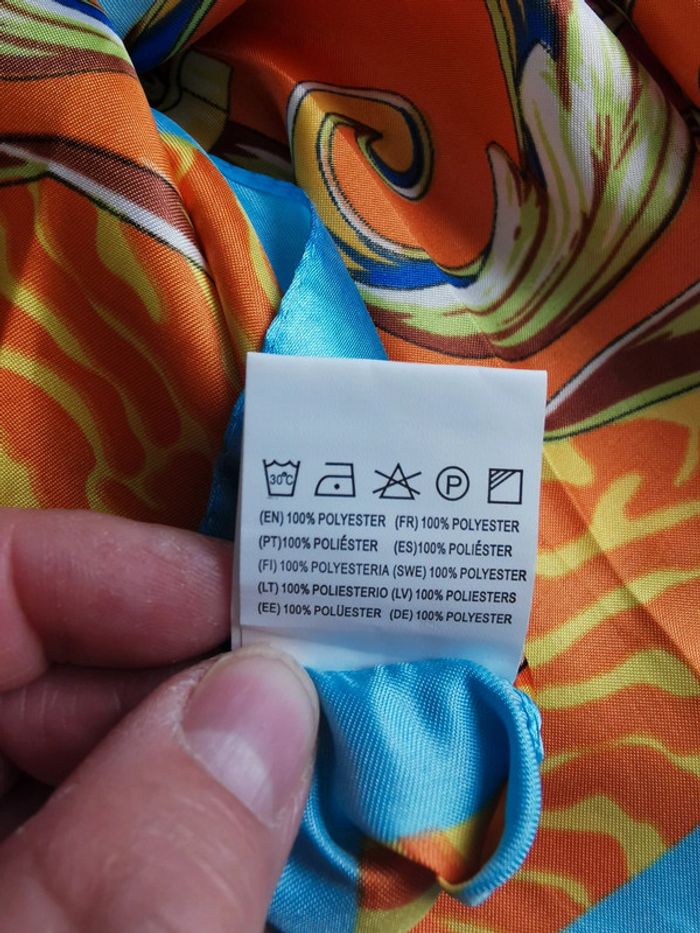 30°C P
(EN) 100% POLYESTER (FR) 100% POLYESTER
(PT)100% POLIÉSTER (ES)100% POLIÉSTER
(FI) 100% POLYESTERIA (SWE) 100% POLYESTER
(LT) 100% POLIESTERIO (LV) 100% POLIESTERS
(EE) 100% POLÜESTER (DE) 100% POLYESTER